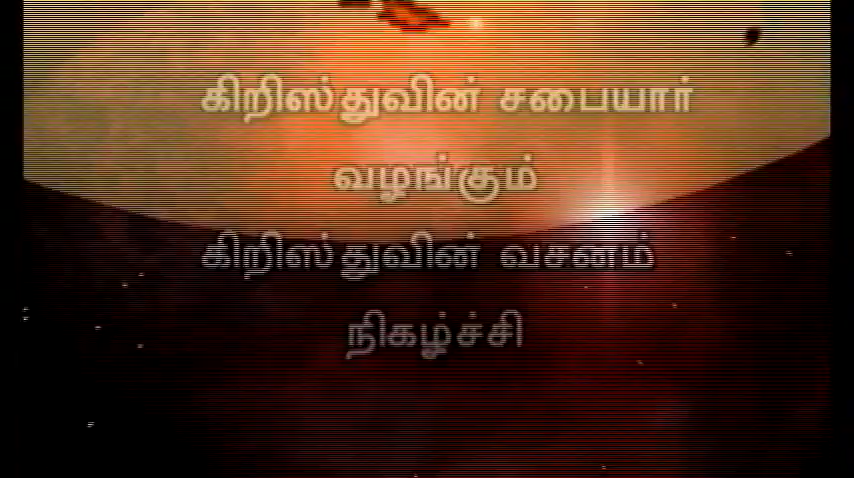 கிறிஸ்துவின் சபையார்
வழங்கும்
கிறிஸ்துவின் வசனம்
நிகழ்ச்சி